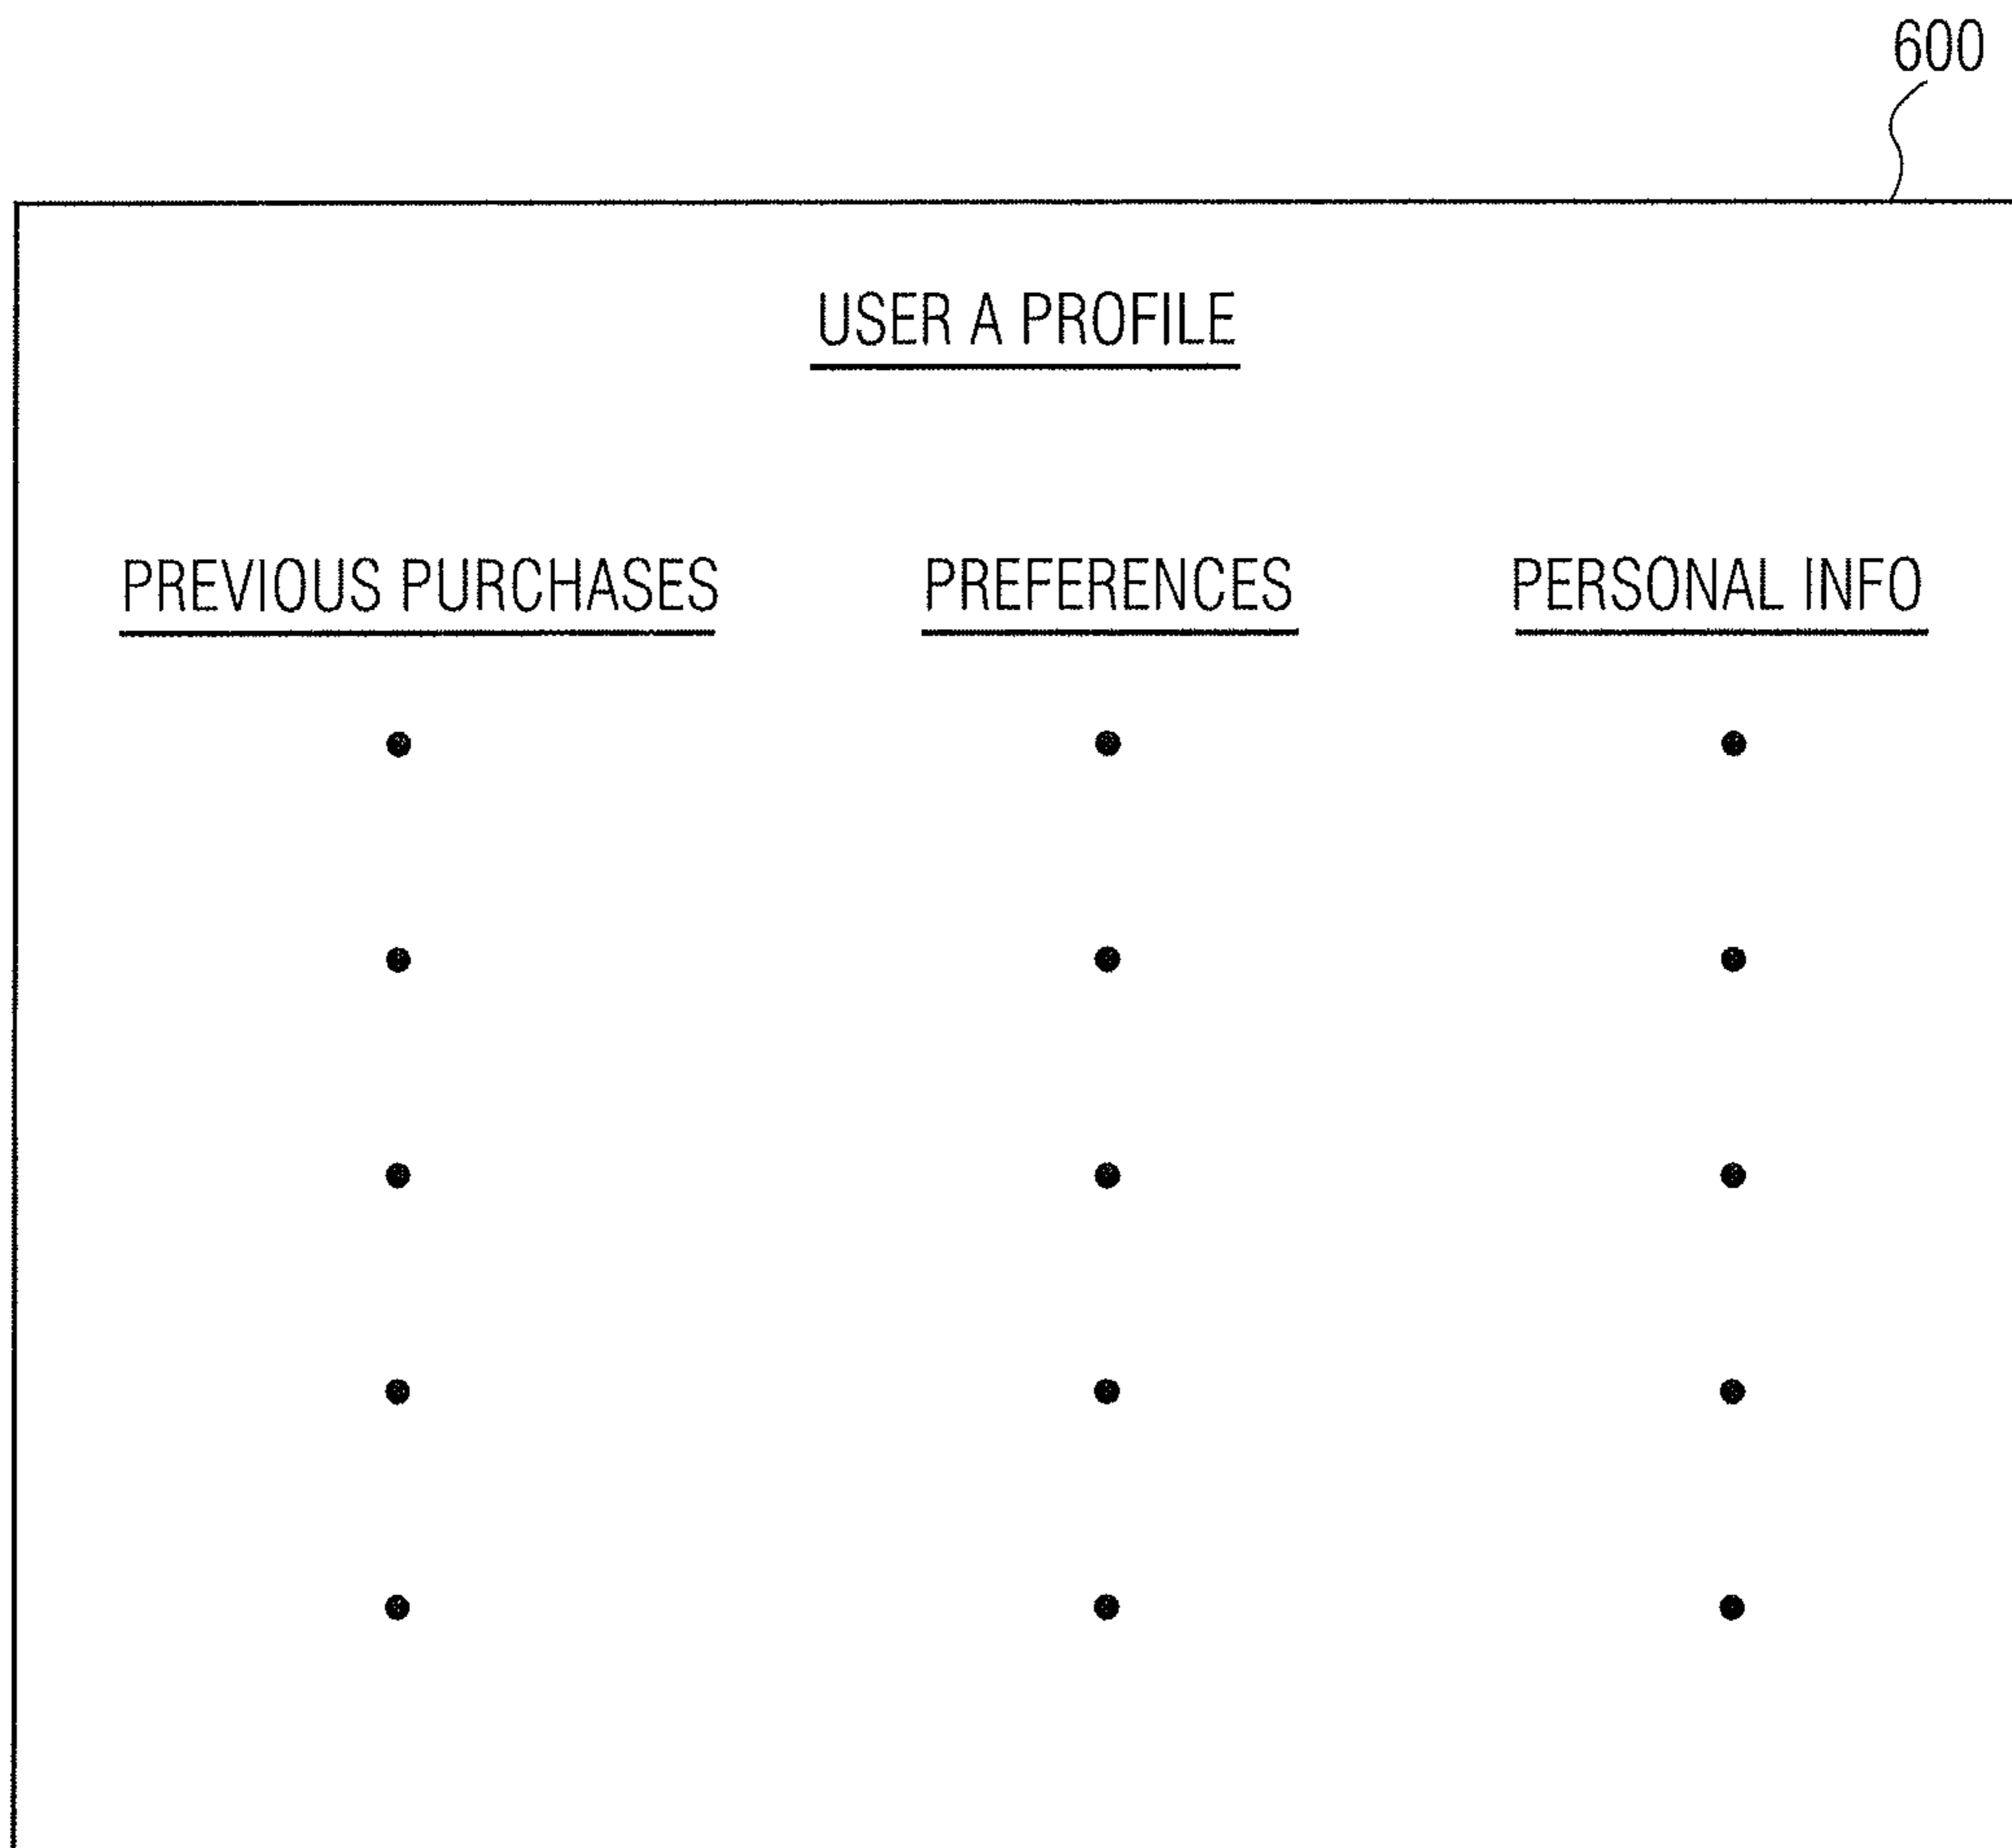 600
USER A PROFILE
PREVIOUS PURCHASES PREFERENCES PERSONAL INFO